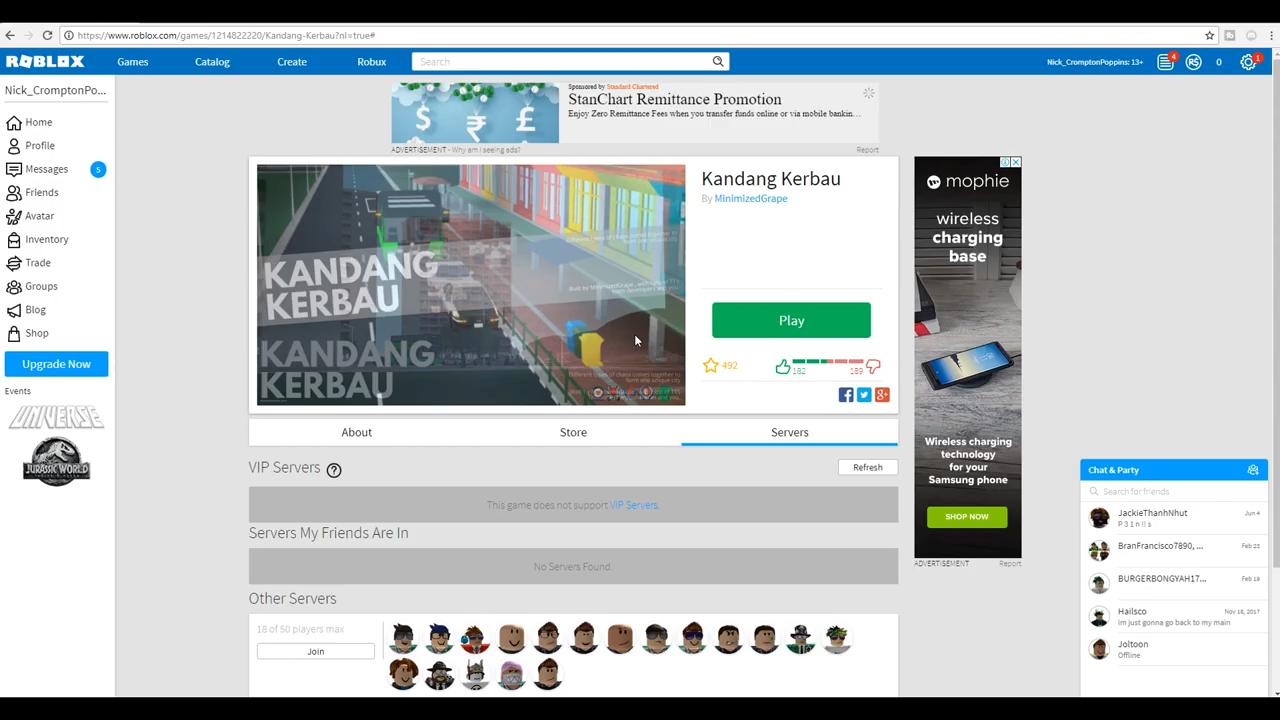 https://www.roblox.com/games/1214822220/Kandang-Kerbau?nl=true#
ROBLOX
Games
Catalog
Create
Robux
Search
Nick_CromptonPoppins: 13+
4
0
1
Nick_CromptonPo...
Home
Profile
Messages
5
Friends
Avatar
Inventory
Trade
Groups
Blog
Shop
Upgrade Now
Events
UNIVERSE
JURASSIC WORLD
Sponsored by Standard Chartered
StanChart Remittance Promotion
Enjoy Zero Remittance Fees when you transfer funds online or via mobile bankin...
ADVERTISEMENT - Why am I seeing ads?
Report
KANDANG
KERBAU
KANDANG
KERBAU
Kandang Kerbau
By MinimizedGrape
Play
492
182
189
About
Store
Servers
VIP Servers
Refresh
This game does not support VIP Servers.
Servers My Friends Are In
No Servers Found.
Other Servers
18 of 50 players max
Join
mophie
wireless
charging
base
Wireless charging
technology
for your
Samsung phone
SHOP NOW
ADVERTISEMENT
Report
Chat & Party
Search for friends
JackieThanhNhut
Jun 4
P 3 1 n !! s
BranFrancisco7890, ...
Feb 23
BURGERBONGYAH17...
Feb 19
Hailsco
Nov 18, 2017
im just gonna go back to my main
Joltoon
Offline